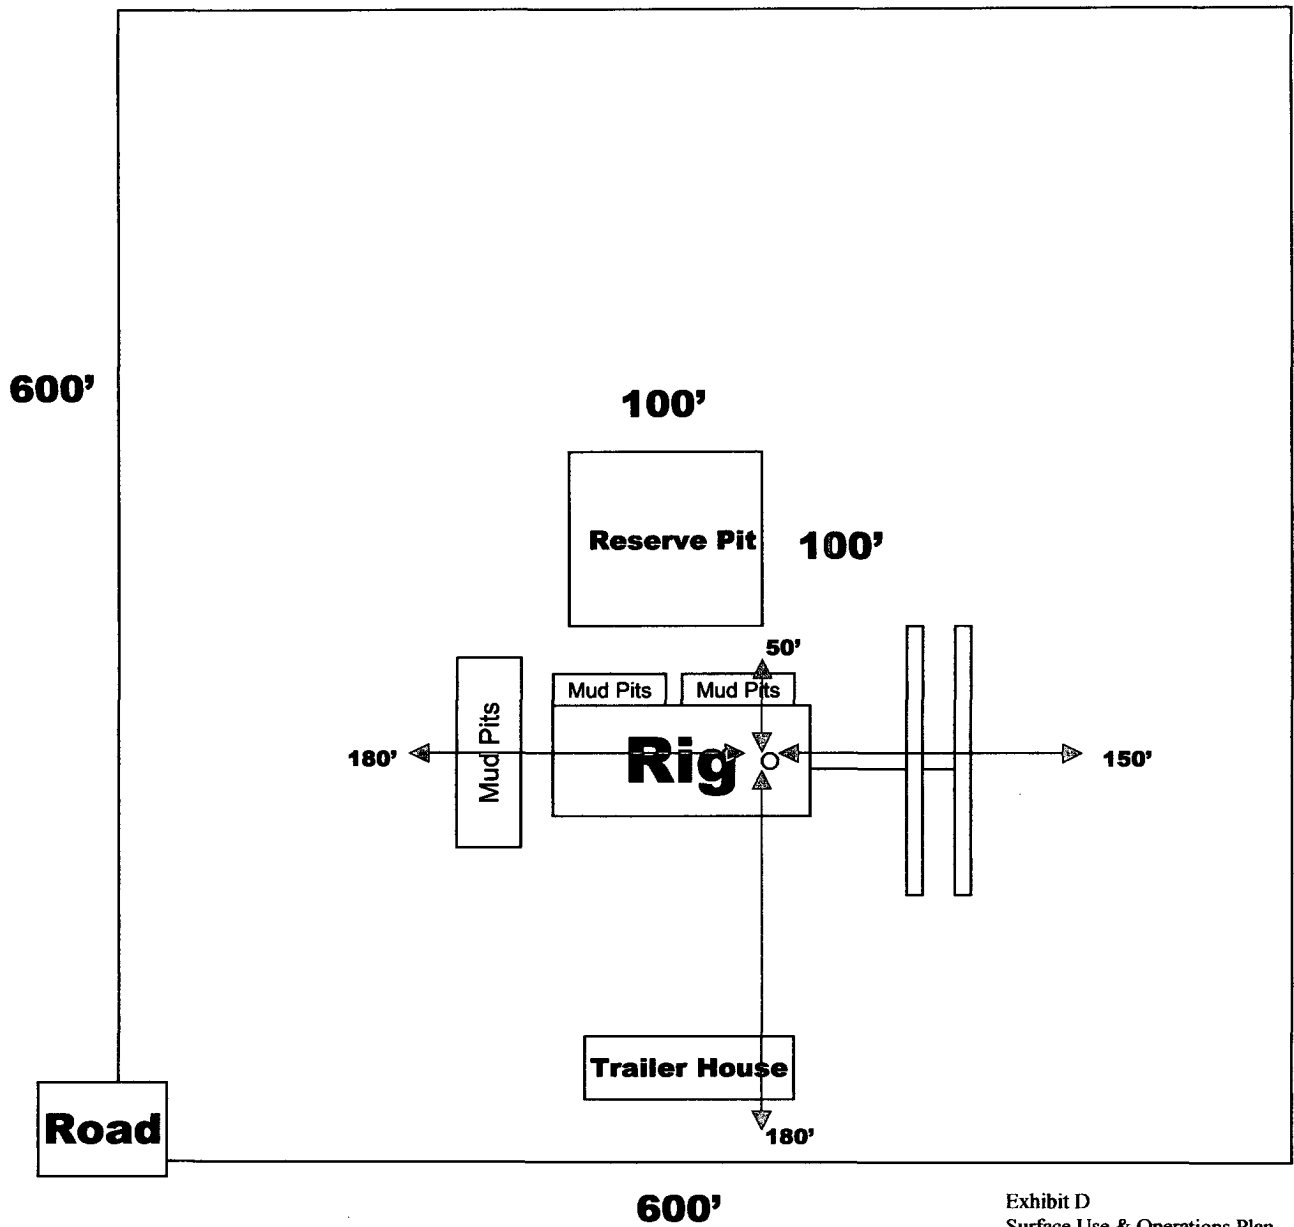 600’
100’
Reserve Pit
100’
50’
Mud Pits
Mud Pits
Mud Pits
180’
Rig
150’
Trailer House
Road
180’
600’
Exhibit D
Surface Use & Operations Plan